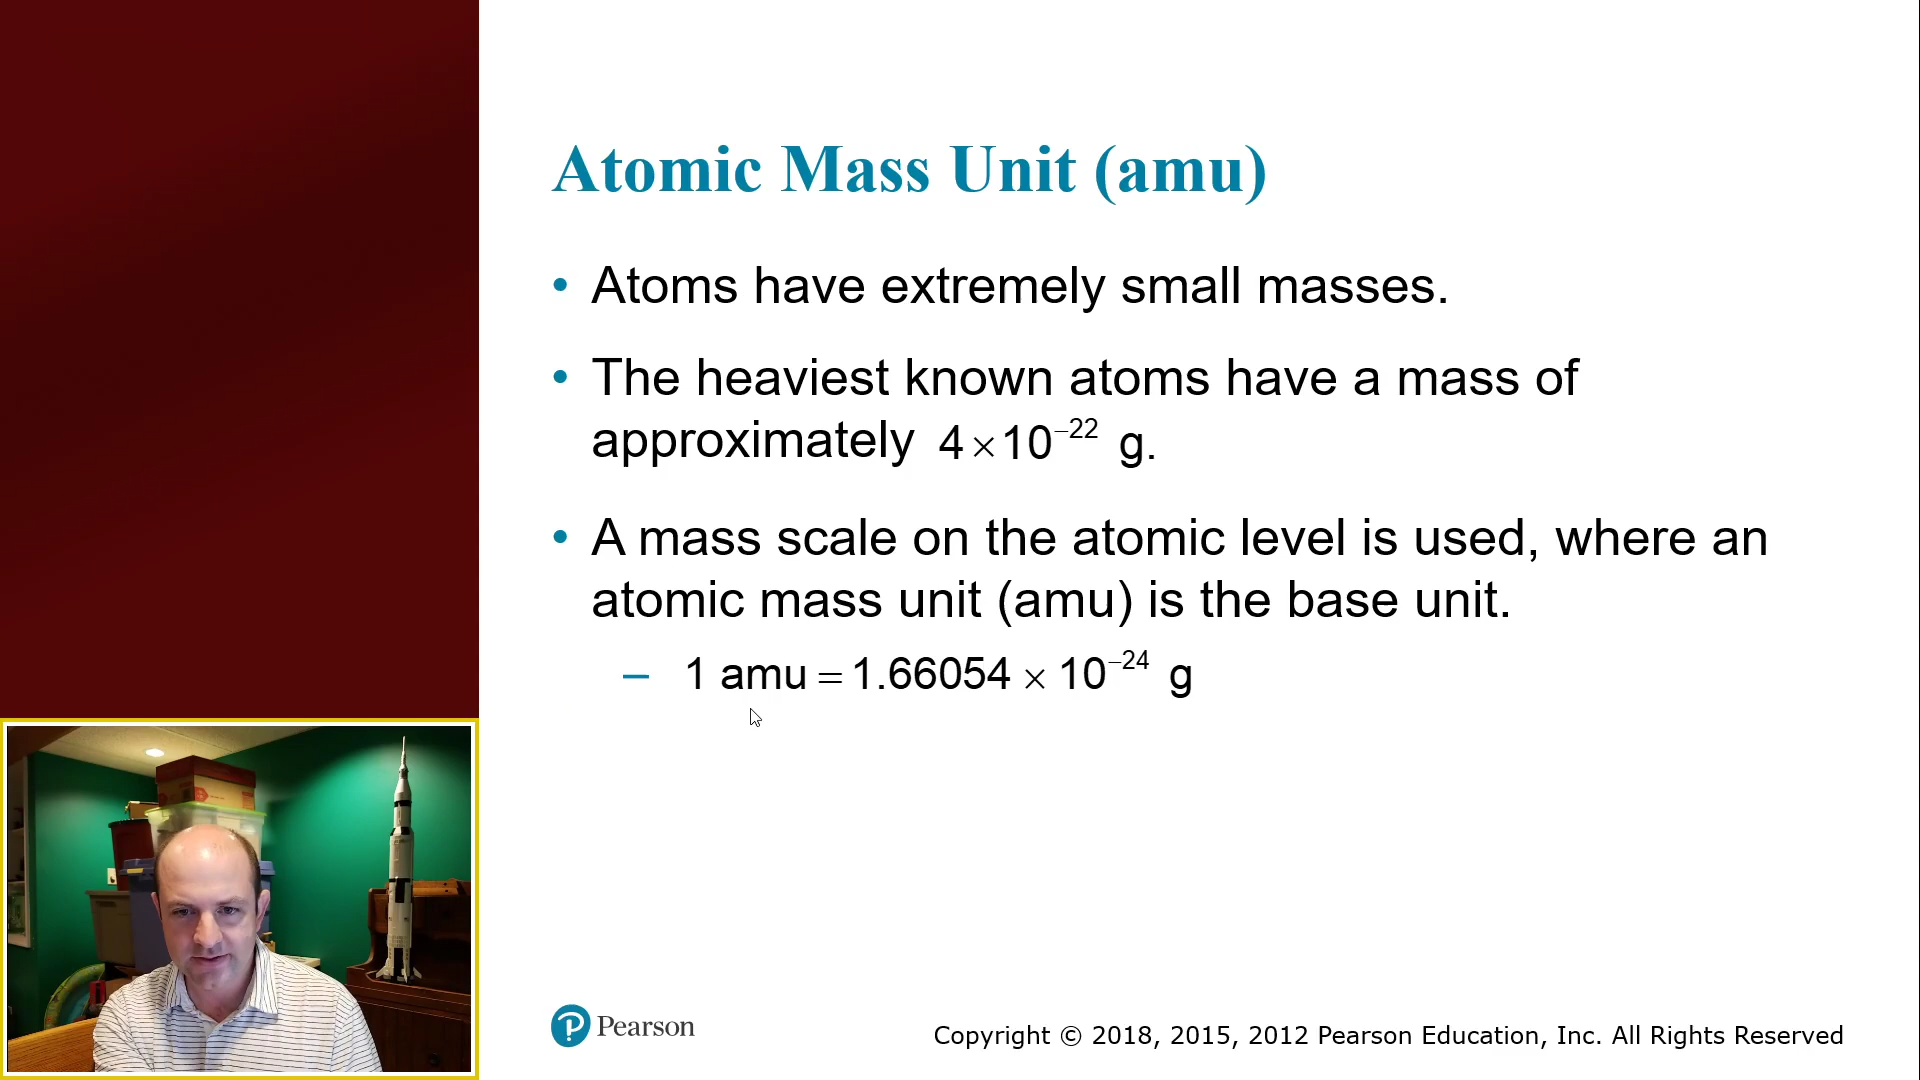 Atomic Mass Unit (amu)
• Atoms have extremely small masses.
• The heaviest known atoms have a mass of
approximately 4×10⁻²² g.
• A mass scale on the atomic level is used, where an
atomic mass unit (amu) is the base unit.
– 1 amu = 1.66054 × 10⁻²⁴ g
Pearson
Copyright © 2018, 2015, 2012 Pearson Education, Inc. All Rights Reserved